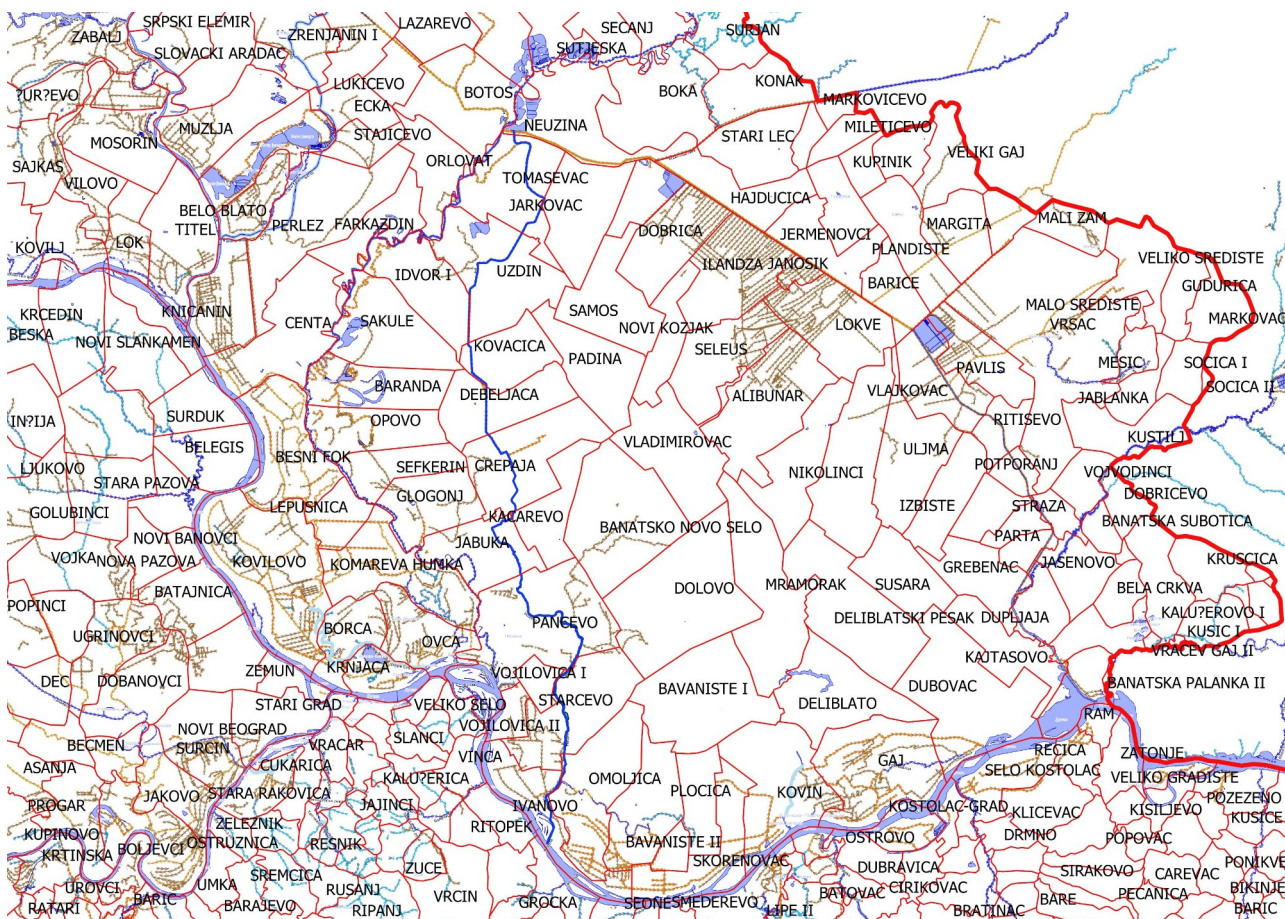 SRPSKI ELEMIR
ZABALJ
SLOVACKI ARADAC
ZRENJANIN I
LAZAREVO
SECANJ
SUTJESKA
SURJAN
?UR?EVO
LUKICEVO
ECKA
BOTOS
BOKA
KONAK
MARKOVICEVO
MOSORIN
MUZLJA
STAJICEVO
NEUZINA
STARI LEC
MILETICEVO
SAJKAS
VILOVO
ORLOVAT
TOMASEVAC
KUPINIK
VELIKI GAJ
BELO BLATO
TITEL
PERLEZ
FARKAZDIN
JARKOVAC
HAJDUCICA
MARGITA
MALI ZAM
KOVILJ
LOK
DOBRICA
JERMENOVCI
PLANDISTE
IDVOR I
UZDIN
ILANDZA
JANOSIK
BARICE
VELIKO SREDISTE
GUDURICA
KRCEDIN
BESKA
KNICANIN
CENTA
SAKULE
SAMOS
NOVI KOZJAK
LOKVE
MALO SREDISTE
VRSAC
MARKOVAC
NOVI SLANKAMEN
KOVACICA
PADINA
SELEUS
PAVLIS
MESIC
SOCICA I
BARANDA
DEBELJACA
ALIBUNAR
VLAJKOVAC
JABLANKA
SOCICA II
IN?IJA
SURDUK
OPOVO
RITISEVO
BELEGIS
BESNI FOK
VLADIMIROVAC
ULJMA
KUSTILJ
LJUKOVO
STARA PAZOVA
SEFKERIN
CREPAJA
NIKOLINCI
POTPORANJ
VOJVODINCI
GOLUBINCI
LEPUSNICA
GLOGONJ
IZBISTE
STRAZA
DOBRICEVO
KACAREVO
BANATSKO NOVO SELO
BANATSKA SUBOTICA
NOVI BANOVCI
JABUKA
PARTA
VOJKA
NOVA PAZOVA
KOVILOVO
KOMAREVA HUMKA
GREBENAC
JASENOVO
KRUSCICA
BATAJNICA
DOLOVO
MRAMORAK
SUSARA
BELA CRKVA
POPINCI
UGRINOVCI
BORCA
OVCA
PANCEVO
DELIBLATSKI PESAK
DUPLJAJA
KALU?EROVO I
KUSIC I
DEC
DOBANOVCI
ZEMUN
KRNJACA
VOJILOVICA I
KAJTASOVO
VRACEV GAJ II
STARI GRAD
VELIKO SELO
STARCEVO
BAVANISTE I
DUBOVAC
BANATSKA PALANKA II
DELIBLATO
RAM
NOVI BEOGRAD
VOJILOVICA II
BECMEN
SURCIN
VRACAR
SLANCI
VINCA
RECICA
ZATONJE
ASANJA
CUKARICA
KALU?ERICA
OMOLJICA
GAJ
SELO KOSTOLAC
VELIKO GRADISTE
PROGAR
JAKOVO
STARA RAKOVICA
JAJINCI
IVANOVO
PLOCICA
KOVIN
KOSTOLAC-GRAD
KLICEVAC
KISILJEVO
POZEZENO
KUSICE
KUPINOVO
ZELEZNIK
RITOPEK
KRTINSKA
BOLJEVCI
OSTRUZNICA
RESNIK
BAVANISTE II
OSTROVO
DRMNO
POPOVAC
UROVCI
UMKA
SREMCICA
ZUCE
SKORENOVAC
DUBRAVICA
SIRAKOVO
CAREVAC
PONIKVE
RATARI
BARIC
BARAJEVO
RUSANJ
RIPANJ
VRCIN
GROCKA
SEONE
SMEDEREVO
LIPE II
BATOVAC
CIRIKOVAC
BRATINAC
BARE
PECANICA
BIKINJE
BARIC